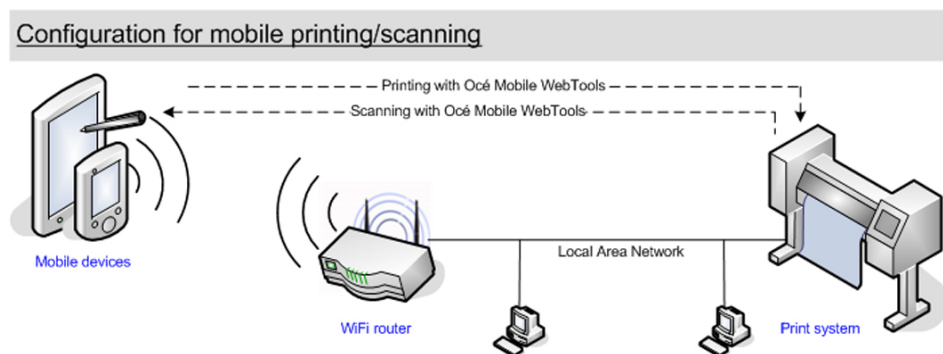 Configuration for mobile printing/scanning
Printing with Océ Mobile WebTools
Scanning with Océ Mobile WebTools
Local Area Network
Mobile devices
WiFi router
Print system